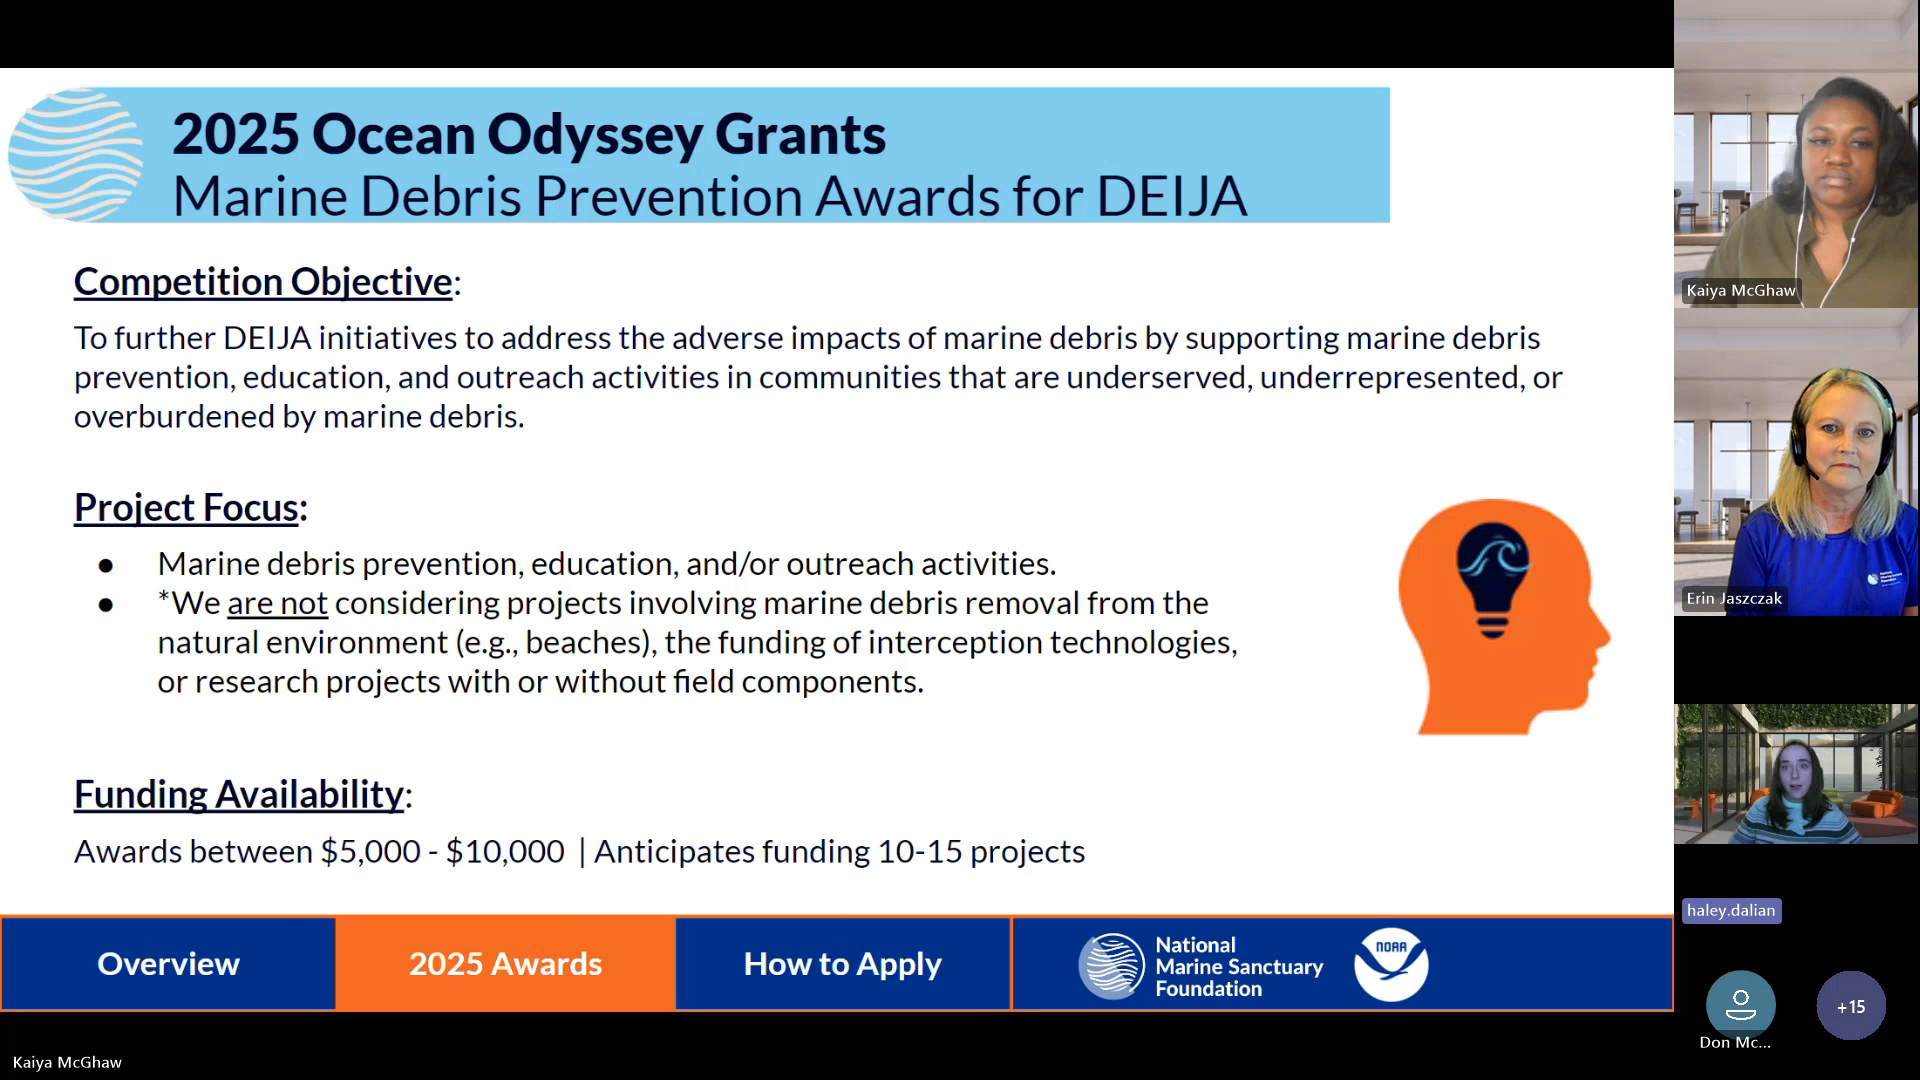 2025 Ocean Odyssey Grants
Marine Debris Prevention Awards for DEIJA
Competition Objective:
To further DEIJA initiatives to address the adverse impacts of marine debris by supporting marine debris
prevention, education, and outreach activities in communities that are underserved, underrepresented, or
overburdened by marine debris.
Project Focus:
● Marine debris prevention, education, and/or outreach activities.
● *We are not considering projects involving marine debris removal from the
natural environment (e.g., beaches), the funding of interception technologies,
or research projects with or without field components.
Funding Availability:
Awards between $5,000 - $10,000 | Anticipates funding 10-15 projects
Overview
2025 Awards
How to Apply
National
Marine Sanctuary
Foundation
NOAA
Kaiya McGhaw
Kaiya McGhaw
Erin Jaszczak
haley.dalian
Don Mc...
+15